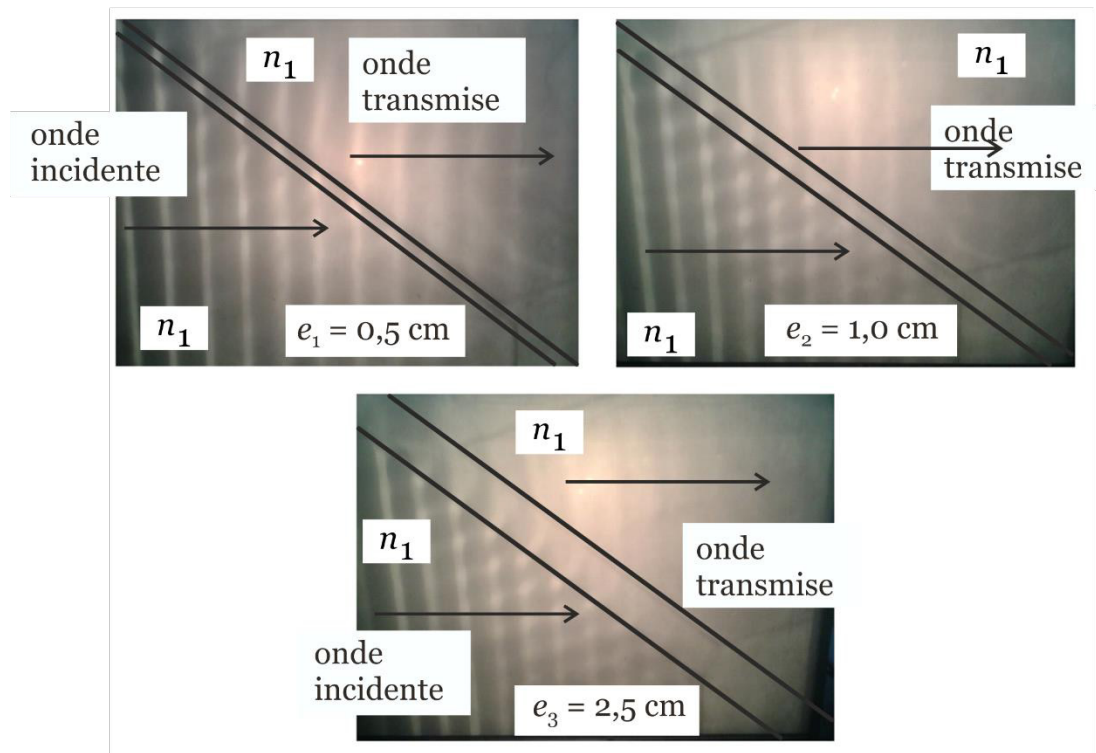 n₁
onde
transmise
onde
incidente
n₁
e₁ = 0,5 cm
n₁
onde
transmise
n₁
e₂ = 1,0 cm
n₁
n₁
onde
transmise
onde
incidente
e₃ = 2,5 cm